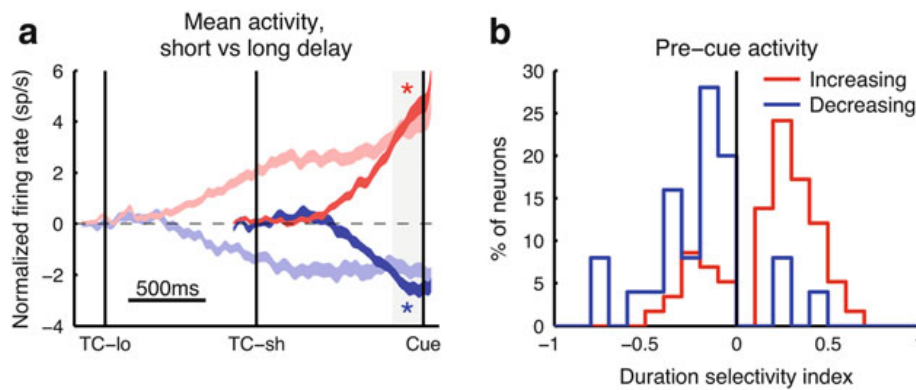 a
Mean activity,
short vs long delay
Normalized firing rate (sp/s)
6
4
2
0
−2
−4
*
*
500ms
TC−lo
TC−sh
Cue
b
Pre-cue activity
Increasing
Decreasing
% of neurons
30
25
20
15
10
5
0
−1
−0.5
0
0.5
1
Duration selectivity index